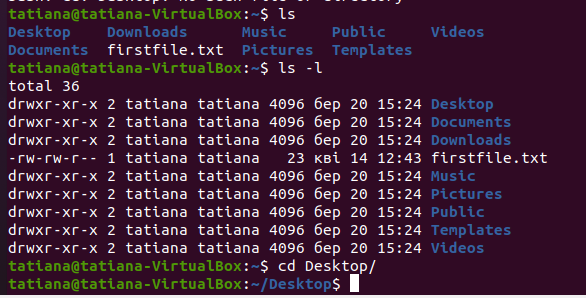 tatiana@tatiana-VirtualBox:~$ ls
Desktop Downloads Music Public Videos
Documents firstfile.txt Pictures Templates
tatiana@tatiana-VirtualBox:~$ ls -l
total 36
drwxr-xr-x 2 tatiana tatiana 4096 бер 20 15:24 Desktop
drwxr-xr-x 2 tatiana tatiana 4096 бер 20 15:24 Documents
drwxr-xr-x 2 tatiana tatiana 4096 бер 20 15:24 Downloads
-rw-rw-r-- 1 tatiana tatiana 23 кві 14 12:43 firstfile.txt
drwxr-xr-x 2 tatiana tatiana 4096 бер 20 15:24 Music
drwxr-xr-x 2 tatiana tatiana 4096 бер 20 15:24 Pictures
drwxr-xr-x 2 tatiana tatiana 4096 бер 20 15:24 Public
drwxr-xr-x 2 tatiana tatiana 4096 бер 20 15:24 Templates
drwxr-xr-x 2 tatiana tatiana 4096 бер 20 15:24 Videos
tatiana@tatiana-VirtualBox:~$ cd Desktop/
tatiana@tatiana-VirtualBox:~/Desktop$